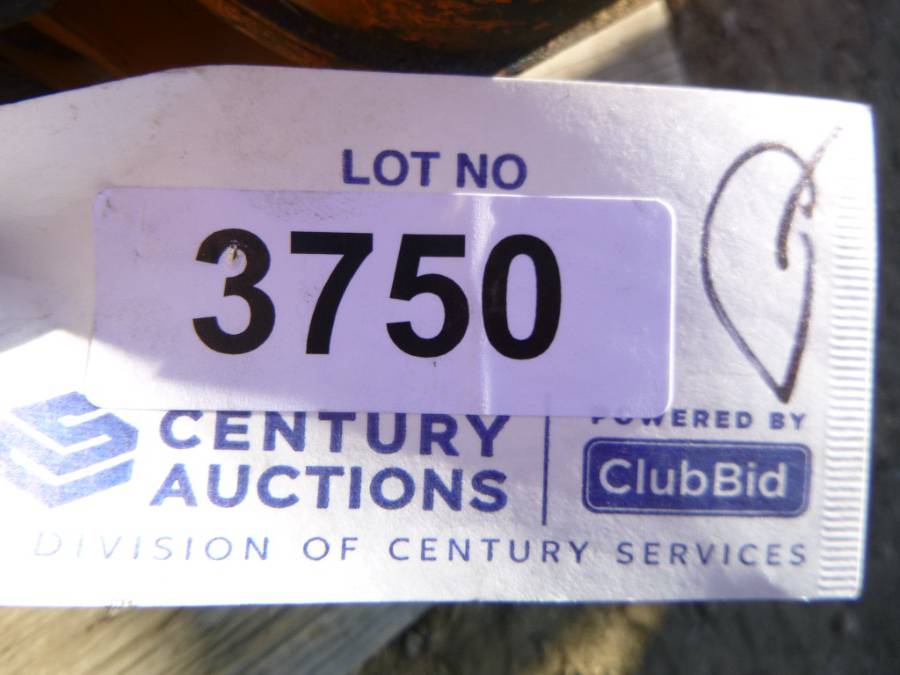 LOT NO
3750
CENTURY
AUCTIONS
POWERED BY
ClubBid
DIVISION OF CENTURY SERVICES